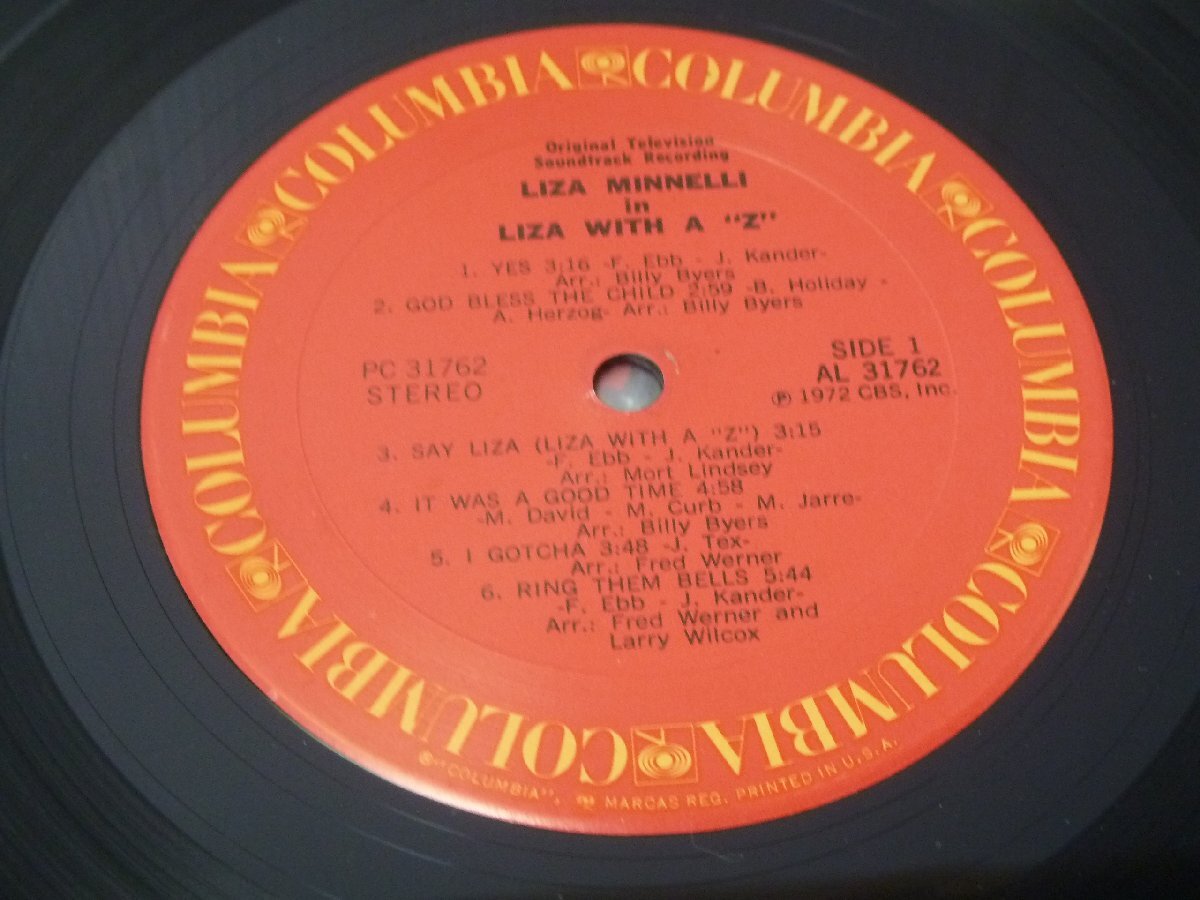 COLUMBIA COLUMBIA COLUMBIA COLUMBIA COLUMBIA COLUMBIA
Original Television
Soundtrack Recording
LIZA MINNELLI
in
LIZA WITH A "Z"
1. YES 3:16 -F. Ebb - J. Kander-
Arr.: Billy Byers
2. GOD BLESS THE CHILD 2:59 -B. Holiday -
A. Herzog- Arr.: Billy Byers
PC 31762
STEREO
SIDE 1
AL 31762
℗ 1972 CBS, Inc.
3. SAY LIZA (LIZA WITH A "Z") 3:15
-F. Ebb - J. Kander-
Arr.: Mort Lindsey
4. IT WAS A GOOD TIME 4:58
-M. David - M. Curb - M. Jarre-
Arr.: Billy Byers
5. I GOTCHA 3:48 -J. Tex-
Arr.: Fred Werner
6. RING THEM BELLS 5:44
-F. Ebb - J. Kander-
Arr.: Fred Werner and
Larry Wilcox
®"COLUMBIA", MARCAS REG. PRINTED IN U.S.A.